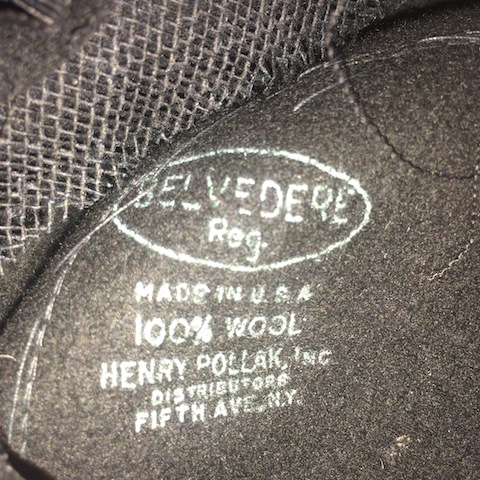 BELVEDERE
Reg.
MADE IN U.S.A
100% WOOL
HENRY POLLAK, INC
DISTRIBUTORS
FIFTH AVE., N.Y.